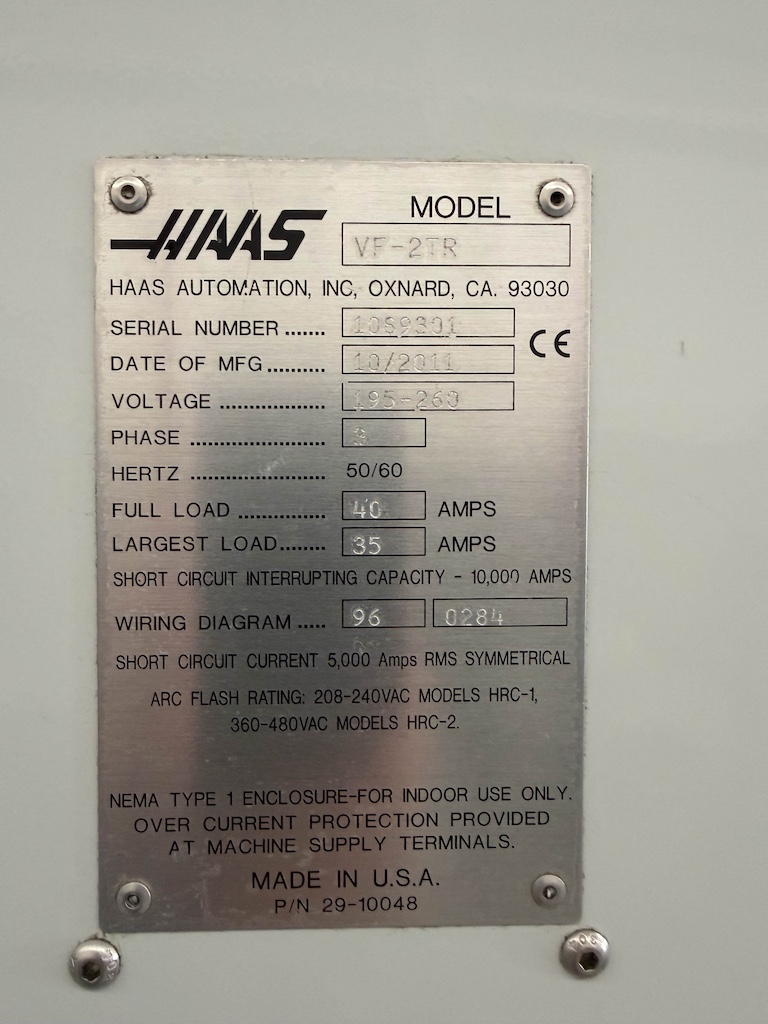 HAAS
MODEL
VF-2TR
HAAS AUTOMATION, INC, OXNARD, CA. 93030
SERIAL NUMBER ....... 1089301
DATE OF MFG .......... 10/2011
CE
VOLTAGE .................. 195-260
PHASE ....................... 3
HERTZ ....................... 50/60
FULL LOAD ............... 40 AMPS
LARGEST LOAD........ 35 AMPS
SHORT CIRCUIT INTERRUPTING CAPACITY - 10,000 AMPS
WIRING DIAGRAM ..... 96 0284
SHORT CIRCUIT CURRENT 5,000 Amps RMS SYMMETRICAL
ARC FLASH RATING: 208-240VAC MODELS HRC-1,
360-480VAC MODELS HRC-2.
NEMA TYPE 1 ENCLOSURE-FOR INDOOR USE ONLY.
OVER CURRENT PROTECTION PROVIDED
AT MACHINE SUPPLY TERMINALS.
MADE IN U.S.A.
P/N 29-10048